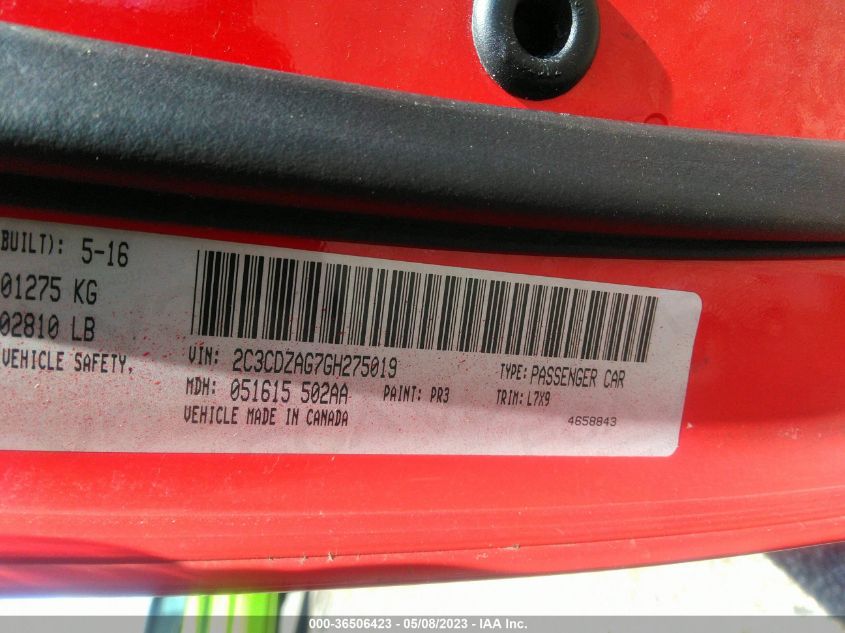 BUILT): 5-16
01275 KG
02810 LB
VEHICLE SAFETY,
VIN: 2C3CDZAG7GH275019
TYPE: PASSENGER CAR
MDH: 051615 502AA
PAINT: PR3
TRIM: L7X9
VEHICLE MADE IN CANADA
4658843
000-36506423 - 05/08/2023 - IAA Inc.